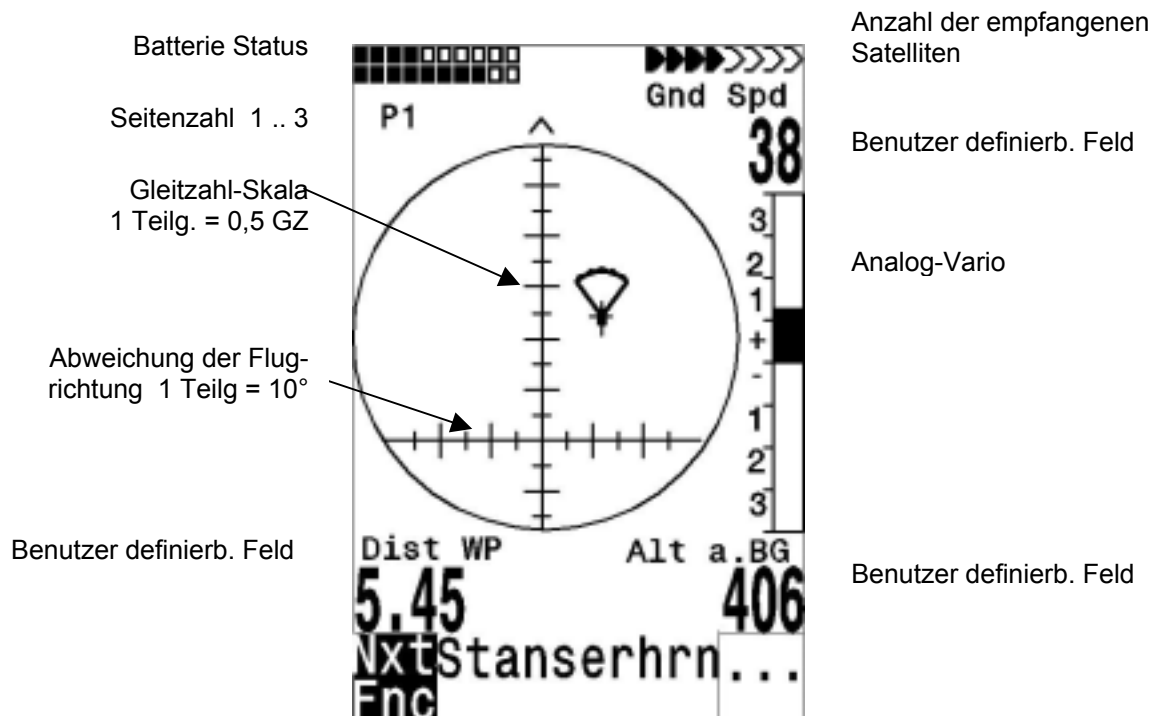 Batterie Status
Seitenzahl 1 .. 3
Gleitzahl-Skala
1 Teilg. = 0,5 GZ
Abweichung der Flug-
richtung 1 Teilg = 10°
Benutzer definierb. Feld
P1
Gnd Spd
38
3
2
1
+
-
1
2
3
Dist WP
5.45
Alt a.BG
406
Nxt Stanserhrn...
Fnc
Anzahl der empfangenen
Satelliten
Benutzer definierb. Feld
Analog-Vario
Benutzer definierb. Feld